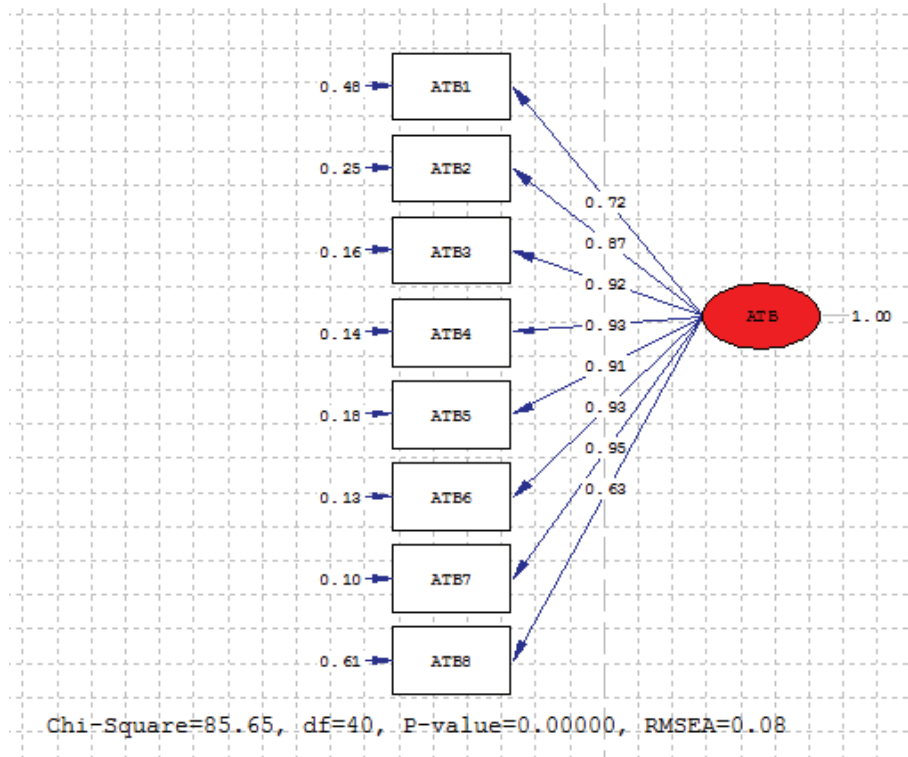 0.48 ATB1
0.72
0.25 ATB2
0.87
0.16 ATB3
0.92
0.14 ATB4
0.93
ATB 1.00
0.91
0.18 ATB5
0.93
0.95
0.13 ATB6
0.63
0.10 ATB7
0.61 ATB8
Chi-Square=85.65, df=40, P-value=0.00000, RMSEA=0.08